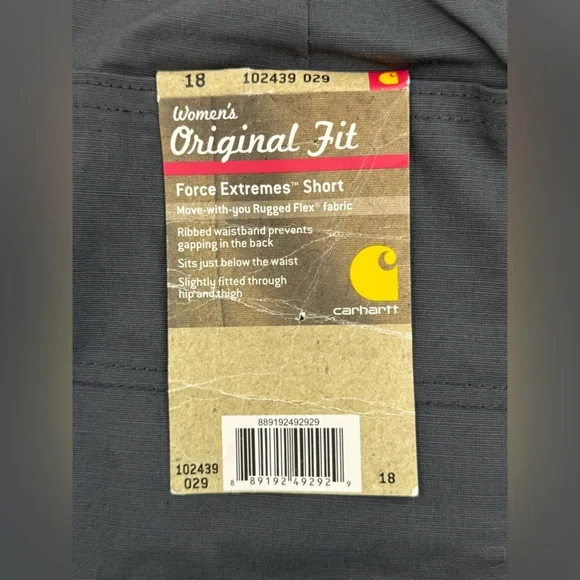 18 102439 029
Women's
Original Fit
Force Extremes™ Short
Move-with-you Rugged Flex® fabric
Ribbed waistband prevents
gapping in the back
Sits just below the waist
Slightly fitted through
hip and thigh
carhartt
889192492929
8 89192 49292 9
102439
029
18